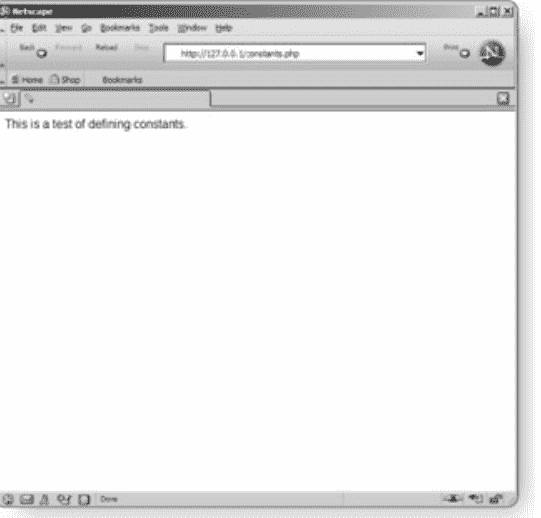 Netscape
File Edit View Go Bookmarks Tools Window Help
Back Forward Reload Stop http://127.0.0.1/constants.php Print N
Home Shop Bookmarks
This is a test of defining constants.
Done